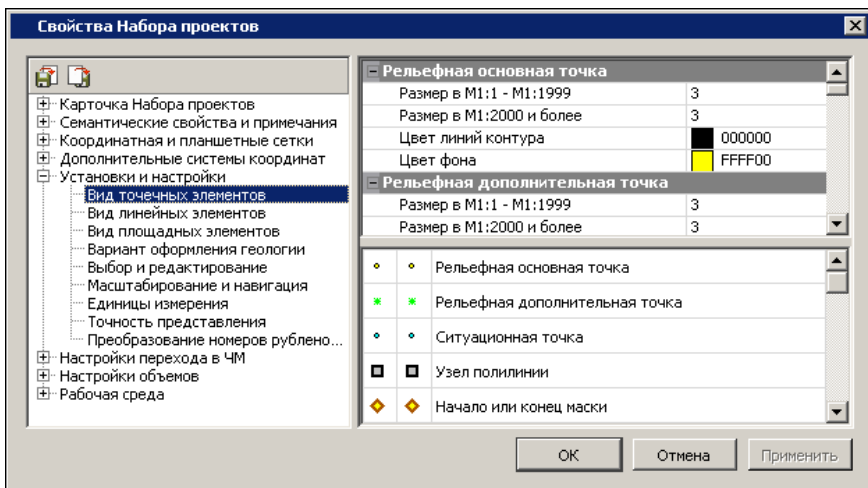 Свойства Набора проектов
Карточка Набора проектов
Семантические свойства и примечания
Координатная и планшетные сетки
Дополнительные системы координат
Установки и настройки
Вид точечных элементов
Вид линейных элементов
Вид площадных элементов
Вариант оформления геологии
Выбор и редактирование
Масштабирование и навигация
Единицы измерения
Точность представления
Преобразование номеров рублено...
Настройки перехода в ЧМ
Настройки объемов
Рабочая среда
Рельефная основная точка
Размер в М1:1 - М1:1999 3
Размер в М1:2000 и более 3
Цвет линий контура 000000
Цвет фона FFFF00
Рельефная дополнительная точка
Размер в М1:1 - М1:1999 3
Размер в М1:2000 и более 3
Рельефная основная точка
Рельефная дополнительная точка
Ситуационная точка
Узел полилинии
Начало или конец маски
ОК
Отмена
Применить